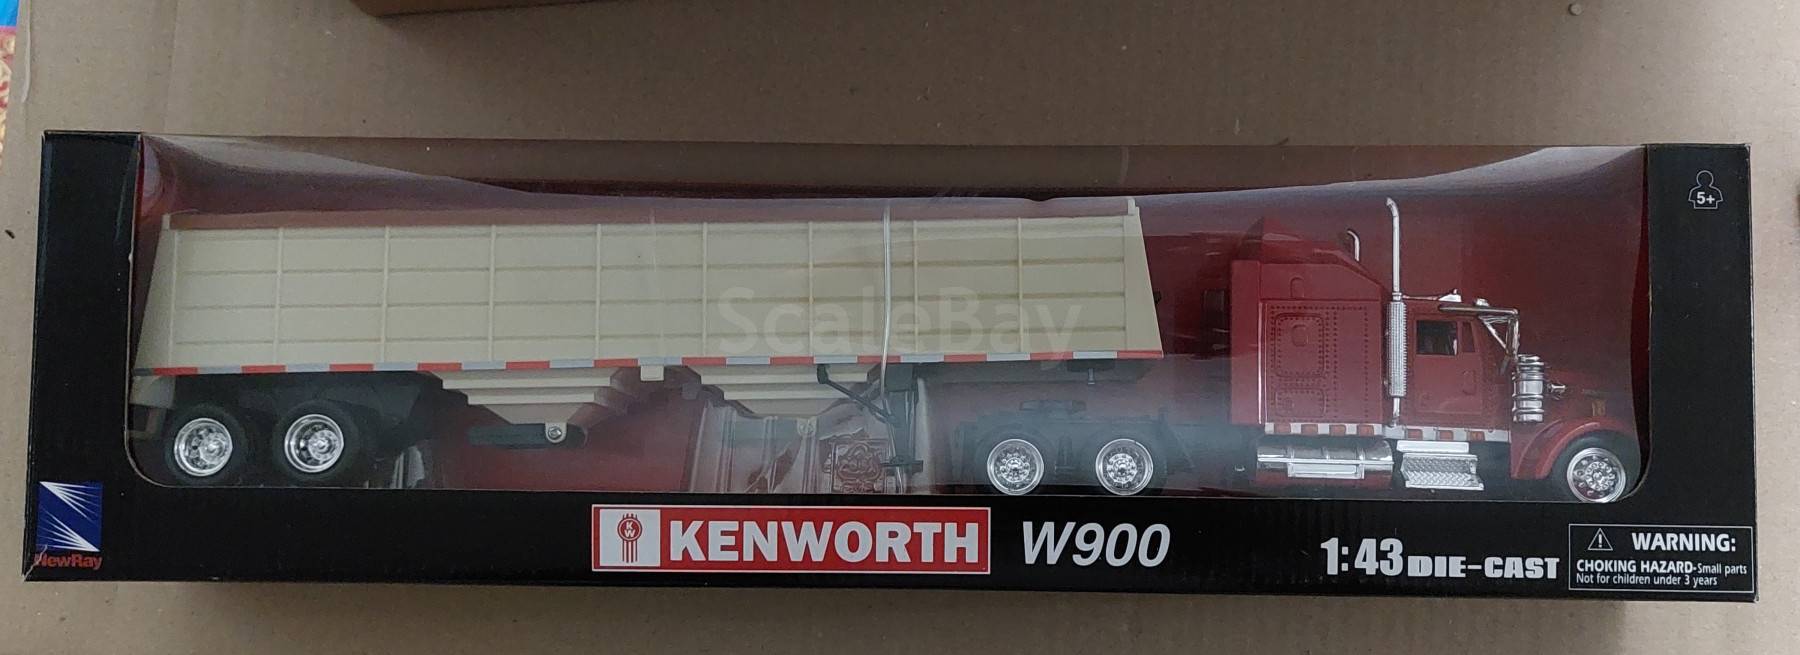 5+
ScaleBay
NewRay
KW
KENWORTH W900
1:43 DIE-CAST
WARNING:
CHOKING HAZARD-Small parts
Not for children under 3 years